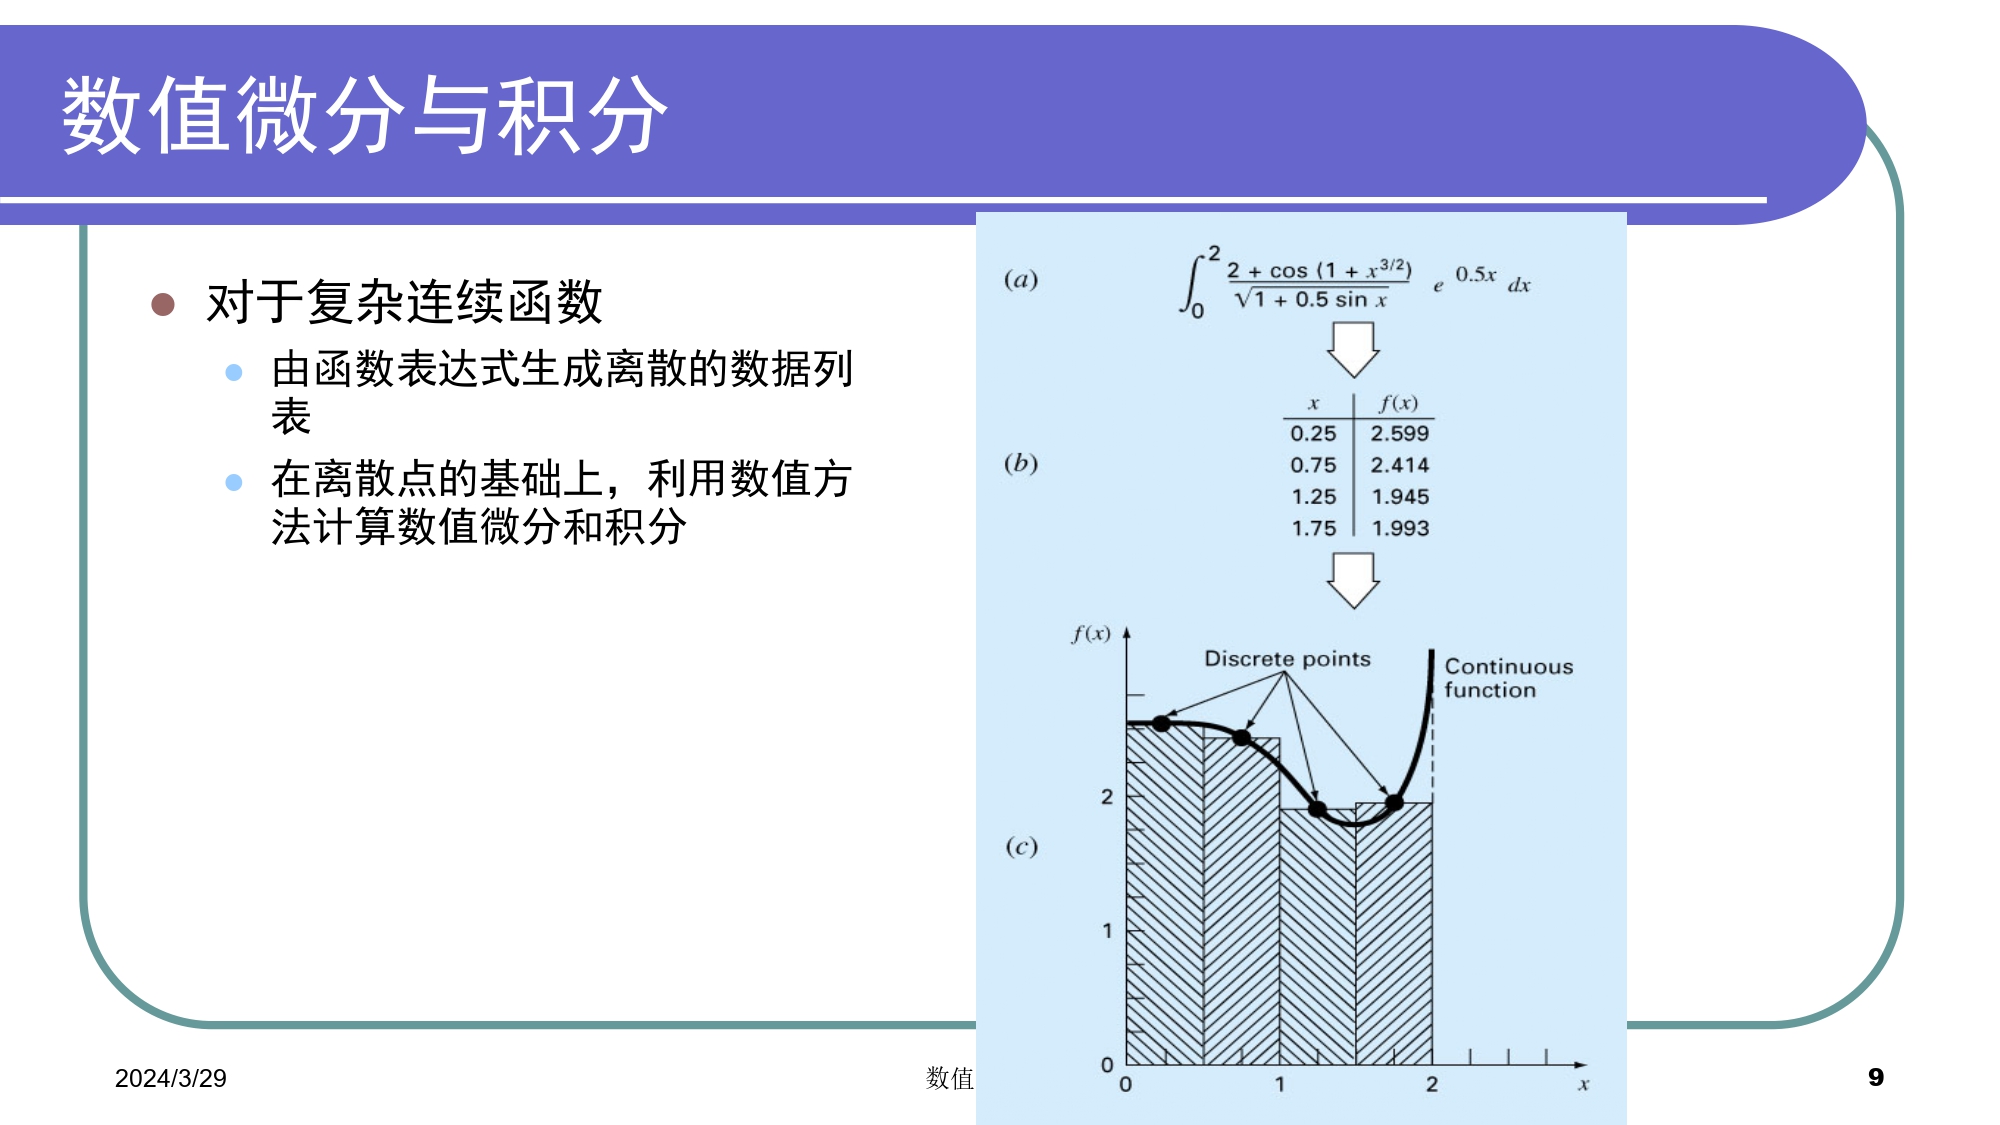 数值微分与积分
对于复杂连续函数
由函数表达式生成离散的数据列
表
在离散点的基础上，利用数值方
法计算数值微分和积分
(a) ∫₀² (2 + cos (1 + x^{3/2})) / √(1 + 0.5 sin x) e^{0.5x} dx
(b)
x f(x)
0.25 2.599
0.75 2.414
1.25 1.945
1.75 1.993
(c)
f(x)
Discrete points
Continuous
function
2
1
0
0 1 2 x
2024/3/29
数值
9